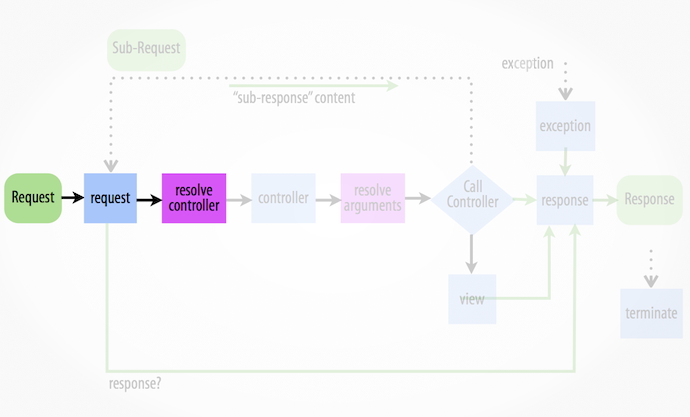 Sub-Request
exception
“sub-response” content
exception
Request
request
resolve
controller
controller
resolve
arguments
Call
Controller
response
Response
view
terminate
response?